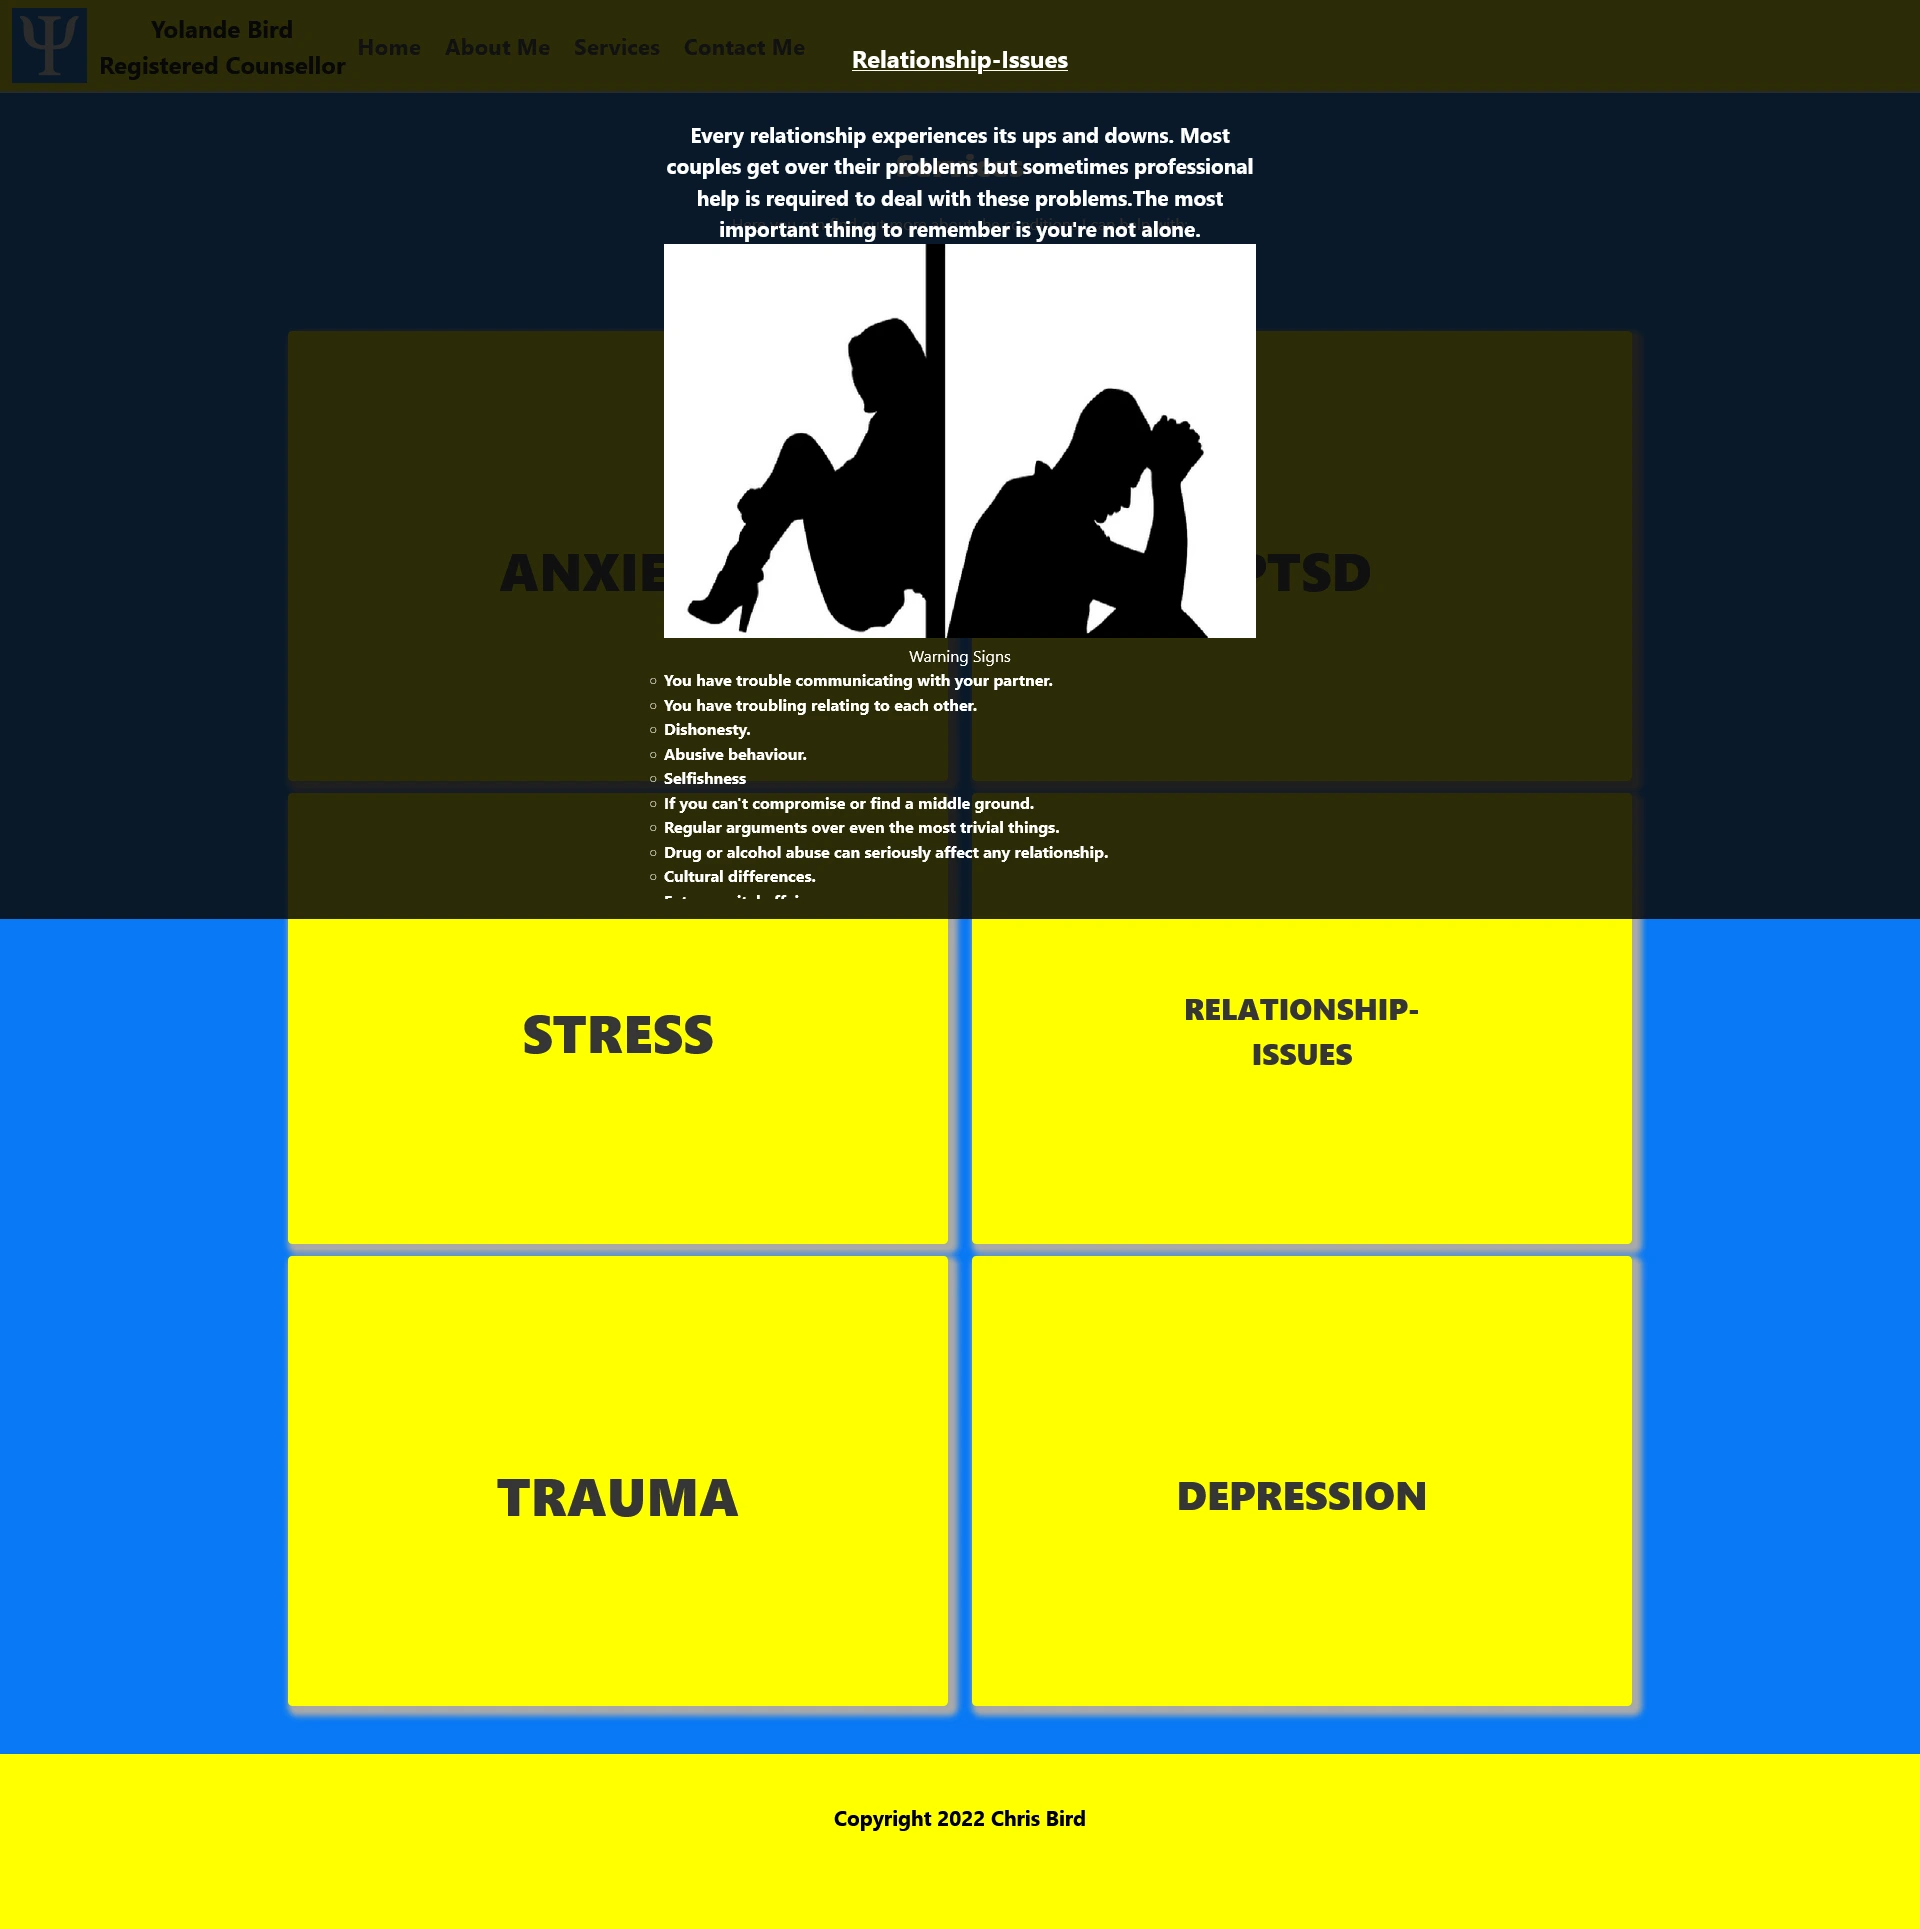 Ψ
Yolande Bird
Registered Counsellor
Home About Me Services Contact Me
Relationship-Issues
Every relationship experiences its ups and downs. Most
couples get over their problems but sometimes professional
help is required to deal with these problems.The most
important thing to remember is you're not alone.
ANXIE
PTSD
Warning Signs
You have trouble communicating with your partner.
You have troubling relating to each other.
Dishonesty.
Abusive behaviour.
Selfishness
If you can't compromise or find a middle ground.
Regular arguments over even the most trivial things.
Drug or alcohol abuse can seriously affect any relationship.
Cultural differences.
STRESS
RELATIONSHIP-
ISSUES
TRAUMA
DEPRESSION
Copyright 2022 Chris Bird